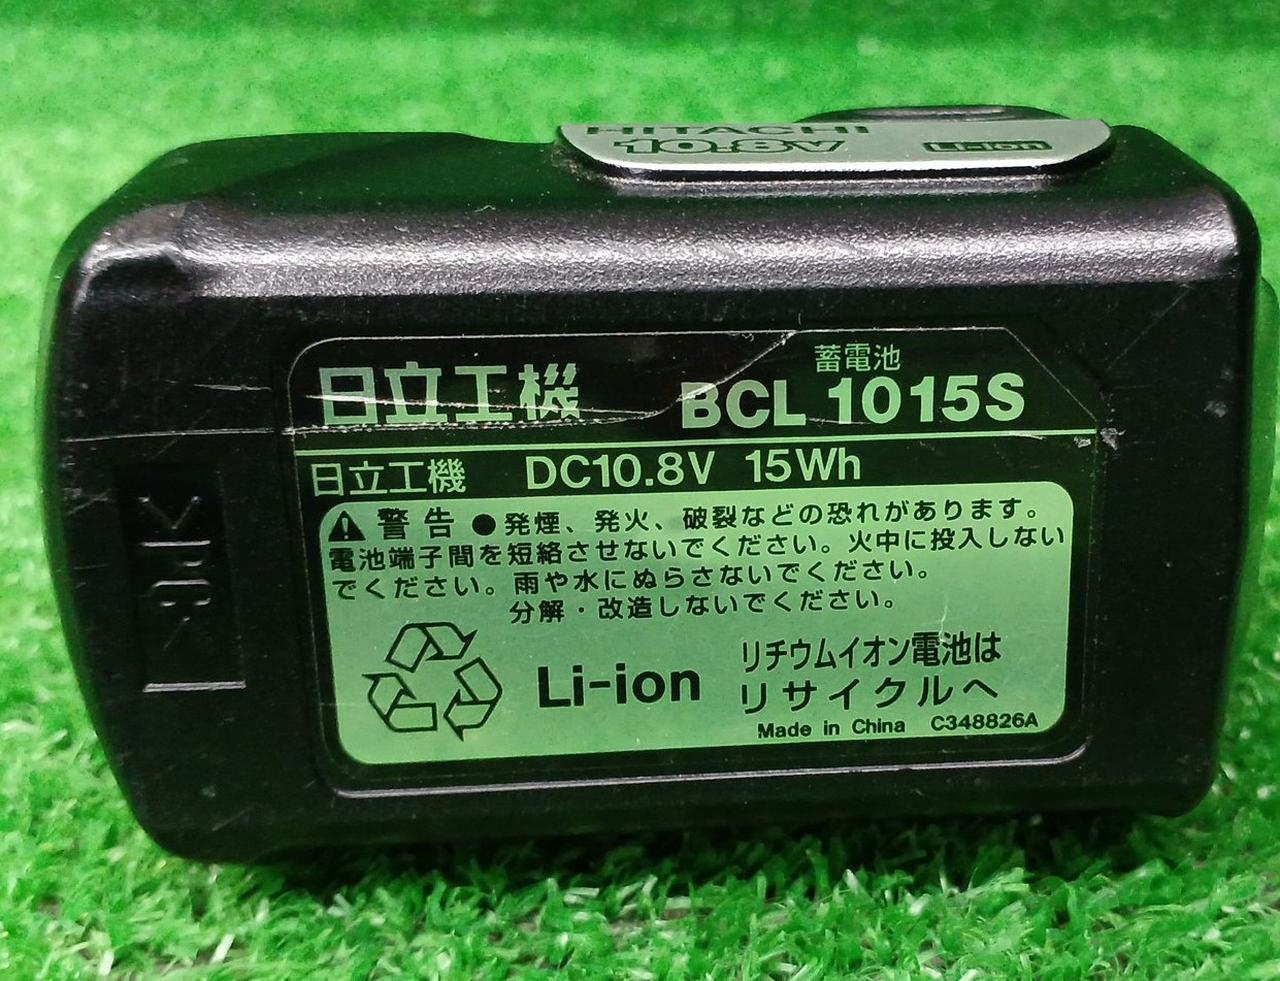 HITACHI
10.8V Li-ion
蓄電池
日立工機 BCL 1015S
日立工機 DC10.8V 15Wh
警告 ●発煙、発火、破裂などの恐れがあります。
電池端子間を短絡させないでください。火中に投入しない
でください。雨や水にぬらさないでください。
分解・改造しないでください。
リチウムイオン電池は
Li-ion
リサイクルへ
Made in China C348826A